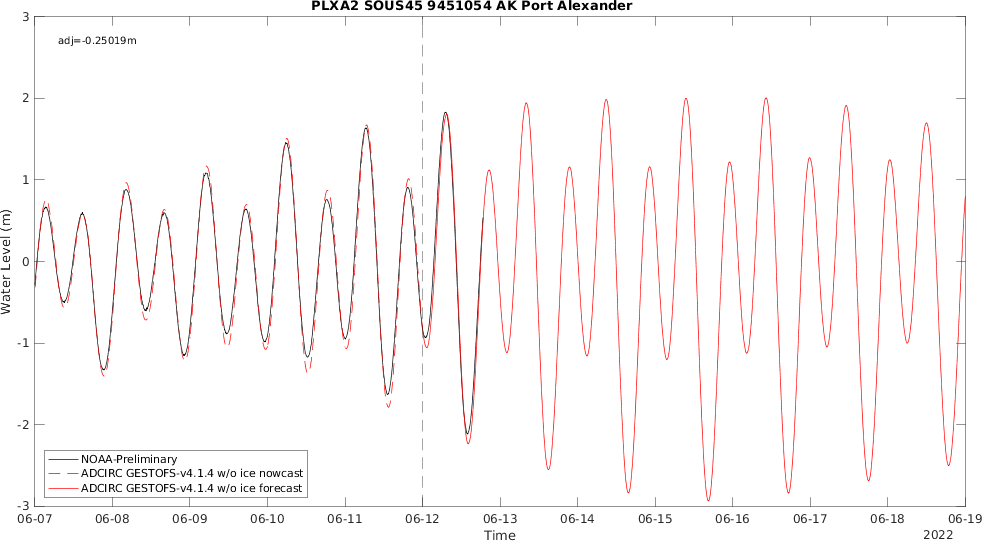 PLXA2 SOUS45 9451054 AK Port Alexander
adj=-0.25019m
3
2
1
0
-1
-2
-3
Water Level (m)
NOAA-Preliminary
ADCIRC GESTOFS-v4.1.4 w/o ice nowcast
ADCIRC GESTOFS-v4.1.4 w/o ice forecast
06-07 06-08 06-09 06-10 06-11 06-12 06-13 06-14 06-15 06-16 06-17 06-18 06-19
Time 2022